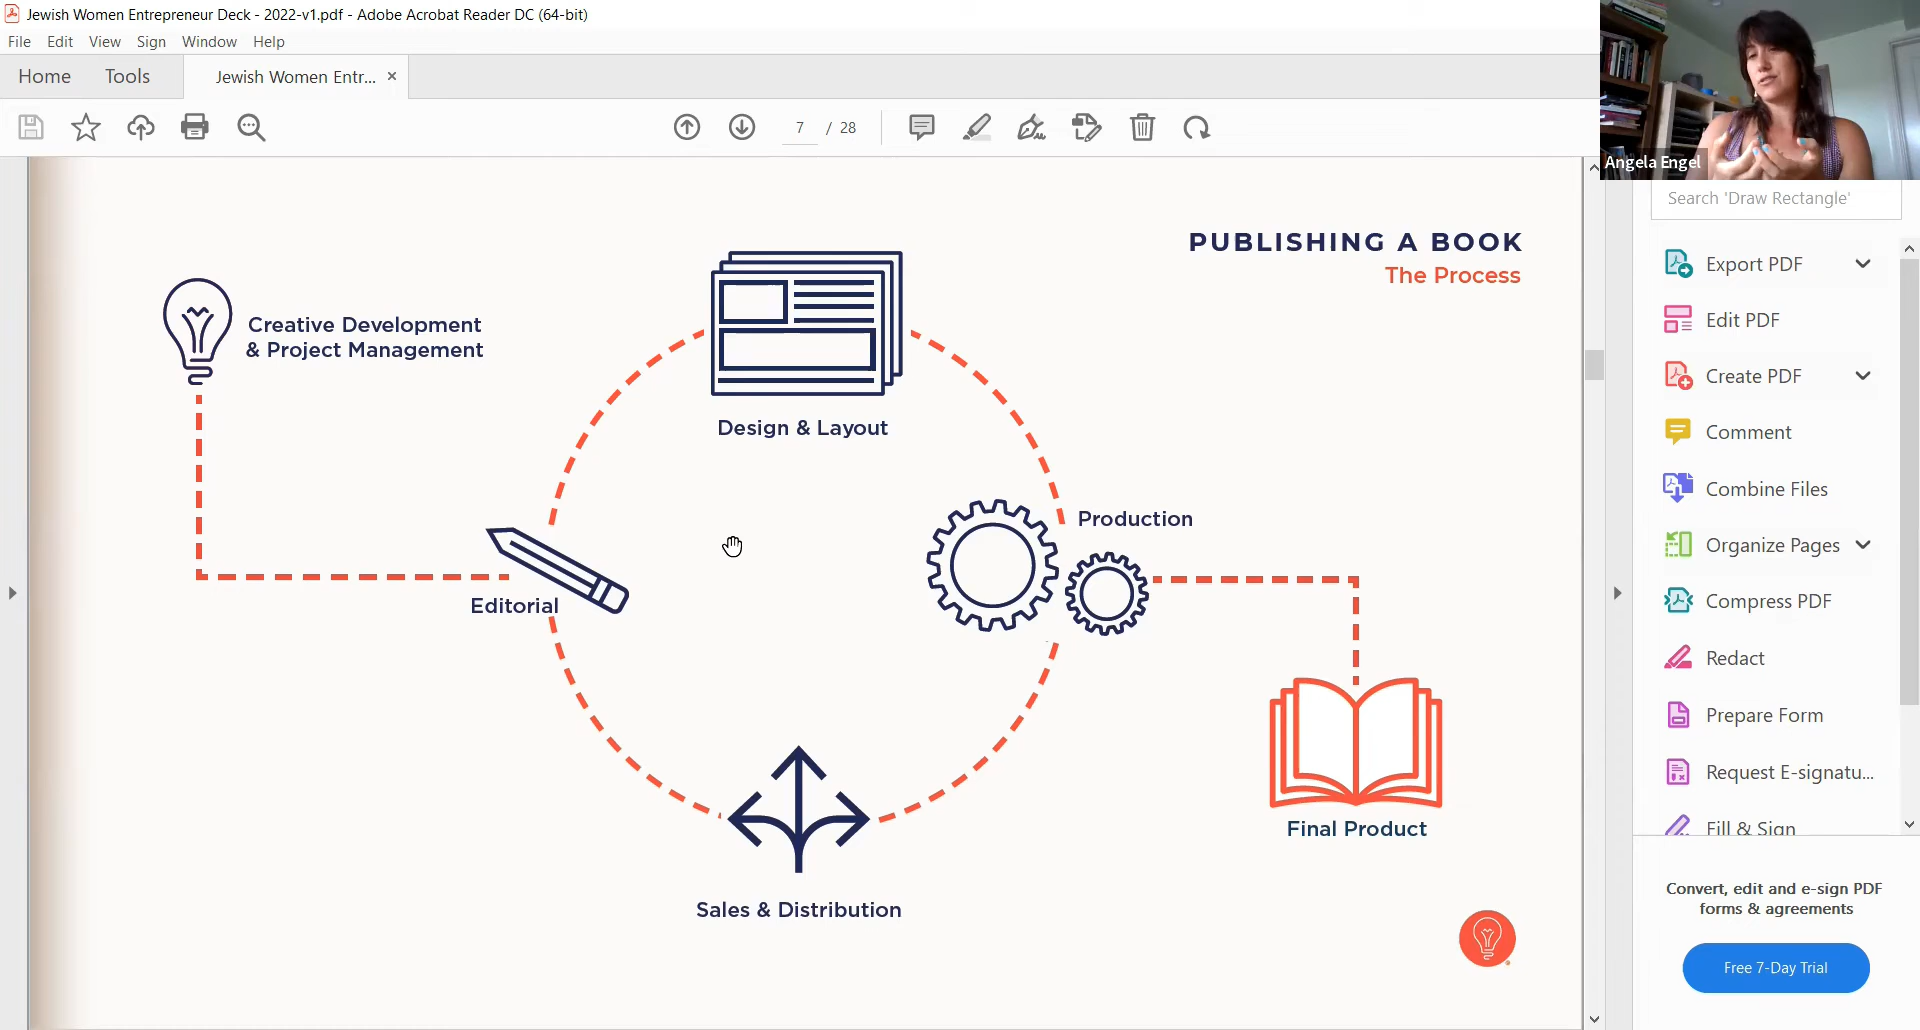 Jewish Women Entrepreneur Deck - 2022-v1.pdf - Adobe Acrobat Reader DC (64-bit)
File Edit View Sign Window Help
Home Tools Jewish Women Entr... ×
7 / 28
Angela Engel
Search 'Draw Rectangle'
PUBLISHING A BOOK
The Process
Creative Development
& Project Management
Design & Layout
Production
Editorial
Sales & Distribution
Final Product
Export PDF
Edit PDF
Create PDF
Comment
Combine Files
Organize Pages
Compress PDF
Redact
Prepare Form
Request E-signatu...
Fill & Sign
Convert, edit and e-sign PDF
forms & agreements
Free 7-Day Trial